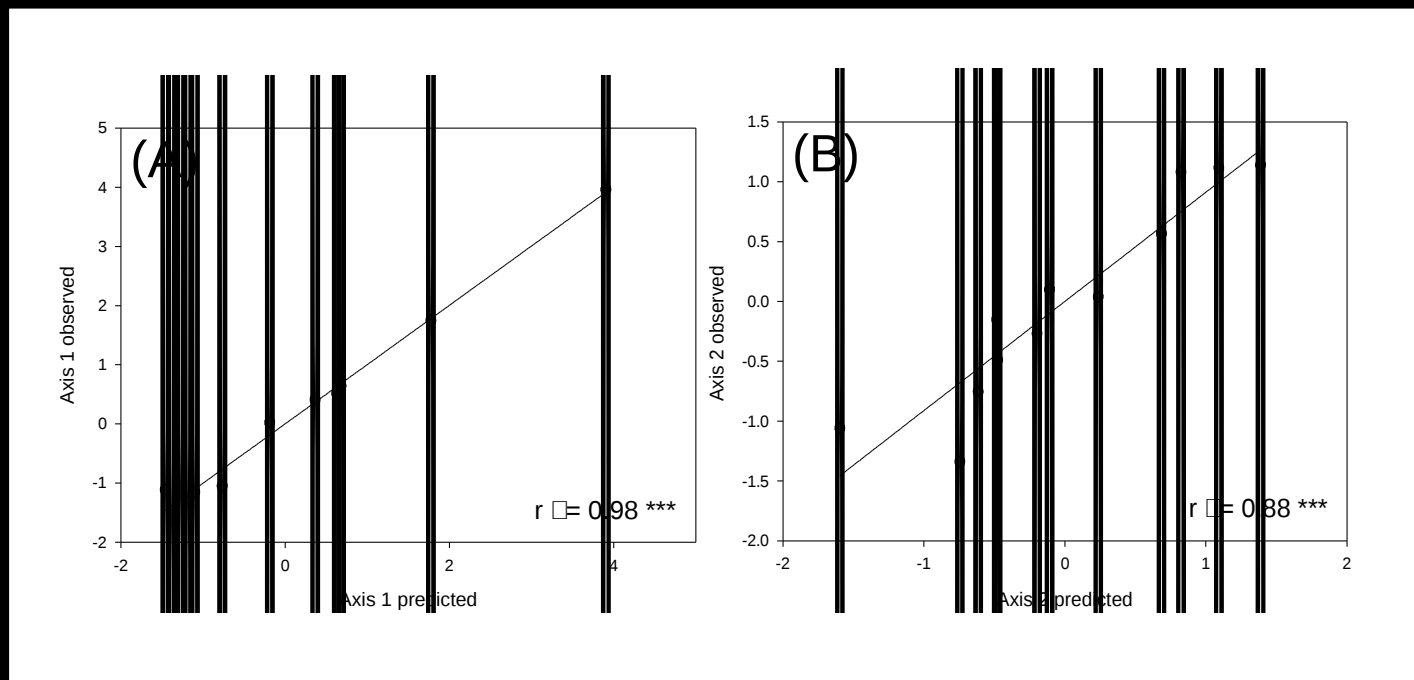 (A)
5
4
3
2
1
0
-1
-2
-2 0 2 4
Axis 1 observed
Axis 1 predicted
r □= 0.98 ***
(B)
1.5
1.0
0.5
0.0
-0.5
-1.0
-1.5
-2.0
-2 -1 0 1 2
Axis 2 observed
Axis 2 predicted
r □= 0.88 ***